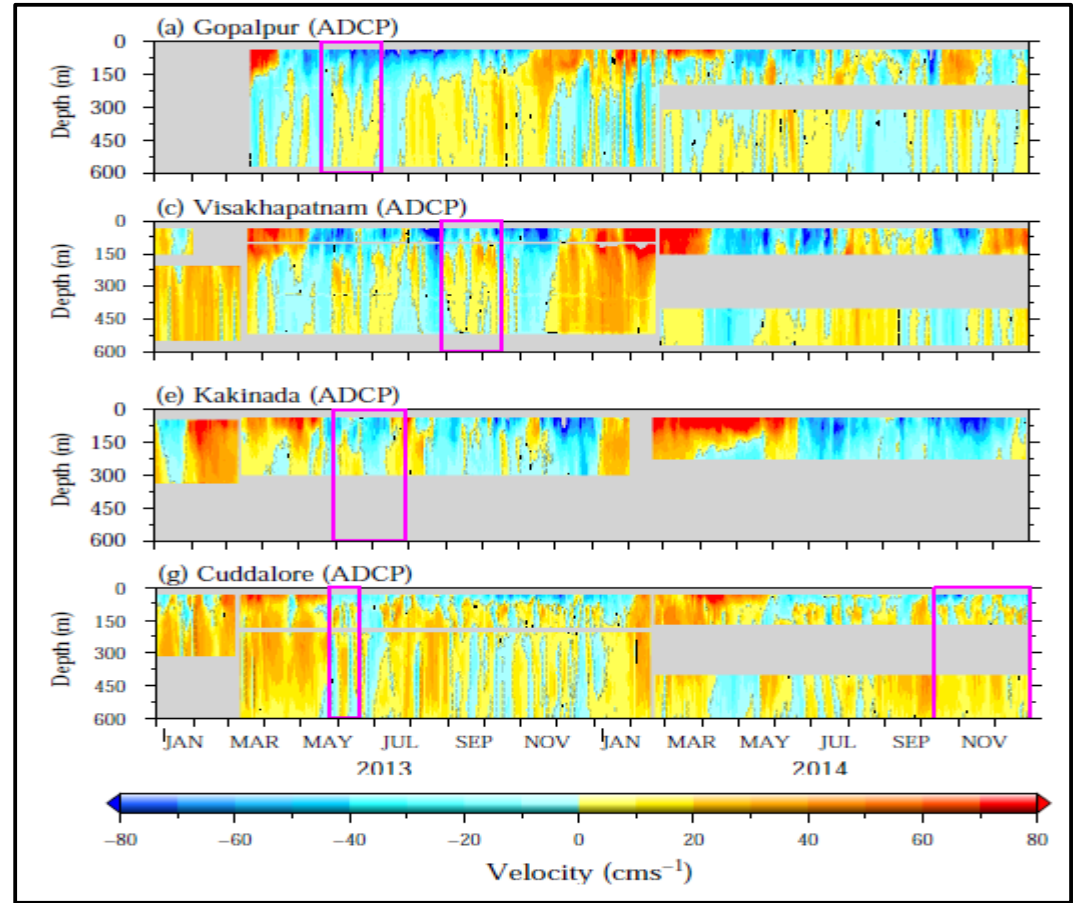 (a) Gopalpur (ADCP)
0
150
300
450
600
Depth (m)
(c) Visakhapatnam (ADCP)
0
150
300
450
600
Depth (m)
(e) Kakinada (ADCP)
0
150
300
450
600
Depth (m)
(g) Cuddalore (ADCP)
0
150
300
450
600
Depth (m)
JAN MAR MAY JUL SEP NOV JAN MAR MAY JUL SEP NOV
2013 2014
−80 −60 −40 −20 0 20 40 60 80
Velocity (cms⁻¹)